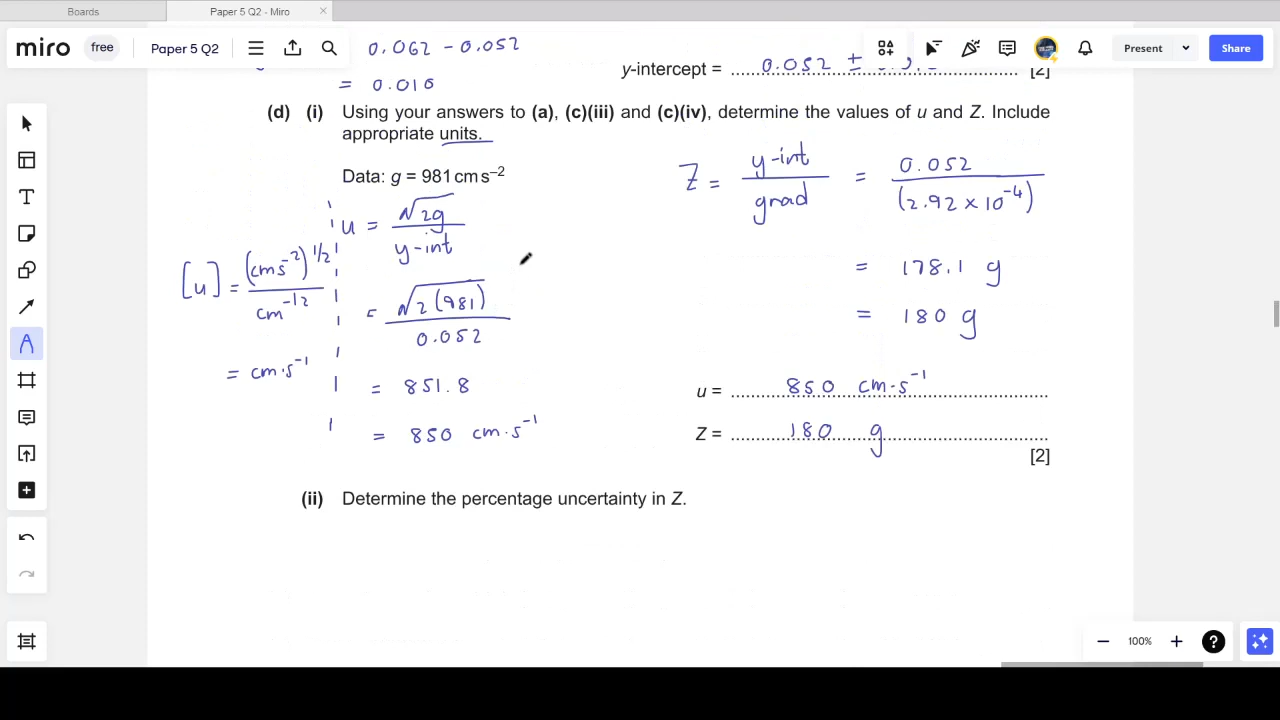 Boards
Paper 5 Q2 - Miro
miro free Paper 5 Q2
Present
Share
0.062 - 0.052
= 0.010
y-intercept = 0.052 ± [2]
(d) (i) Using your answers to (a), (c)(iii) and (c)(iv), determine the values of u and Z. Include
appropriate units.
Data: g = 981 cm s⁻²
u = √2g / y-int
= √2(981) / 0.052
= 851.8
= 850 cm·s⁻¹
[u] = (cms⁻²)^1/2 / cm^-1/2
= cm·s⁻¹
Z = y-int / grad = 0.052 / (2.92 × 10⁻⁴)
= 178.1 g
= 180 g
u = 850 cm·s⁻¹
Z = 180 g
[2]
(ii) Determine the percentage uncertainty in Z.
100%